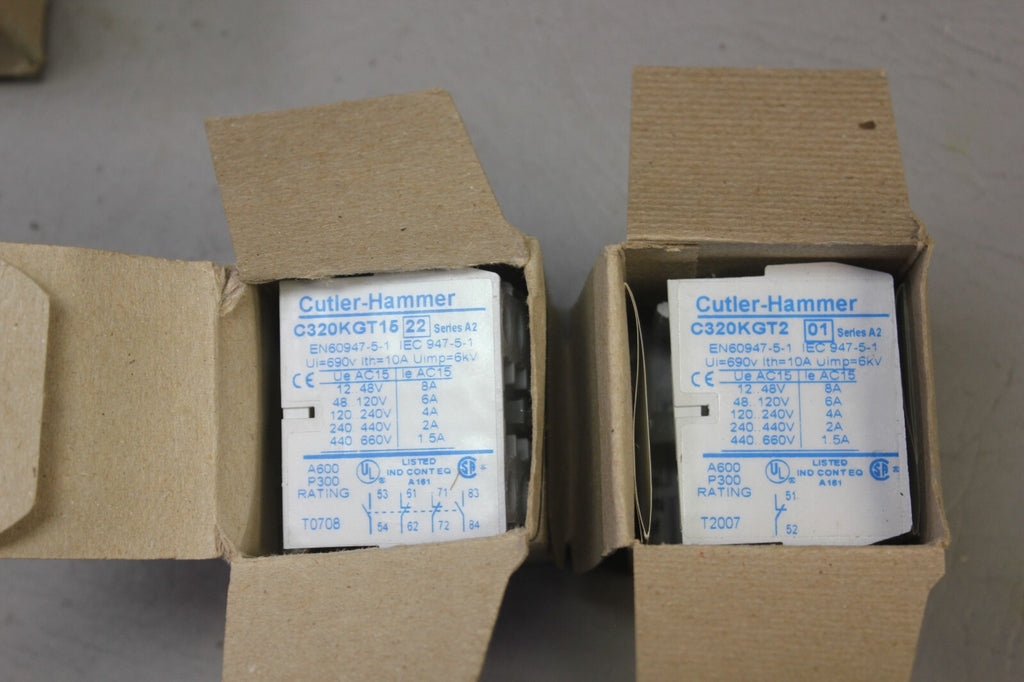 Cutler-Hammer
C320KGT15 22 Series A2
EN60947-5-1 IEC 947-5-1
Ui=690v Ith=10A Uimp=6kV
CE Ue AC15 Ie AC15
12..48V 8A
48..120V 6A
120..240V 4A
240..440V 2A
440..660V 1.5A
A600
P300
RATING
UL LISTED
IND CONT EQ
A161
SA
53 61 71 83
T0708 54 62 72 84
Cutler-Hammer
C320KGT2 01 Series A2
EN60947-5-1 IEC 947-5-1
Ui=690v Ith=10A Uimp=6kV
CE Ue AC15 Ie AC15
12..48V 8A
48..120V 6A
120..240V 4A
240..440V 2A
440..660V 1.5A
A600
P300
RATING
UL LISTED
IND CONT EQ
A161
SA
51
T2007 52